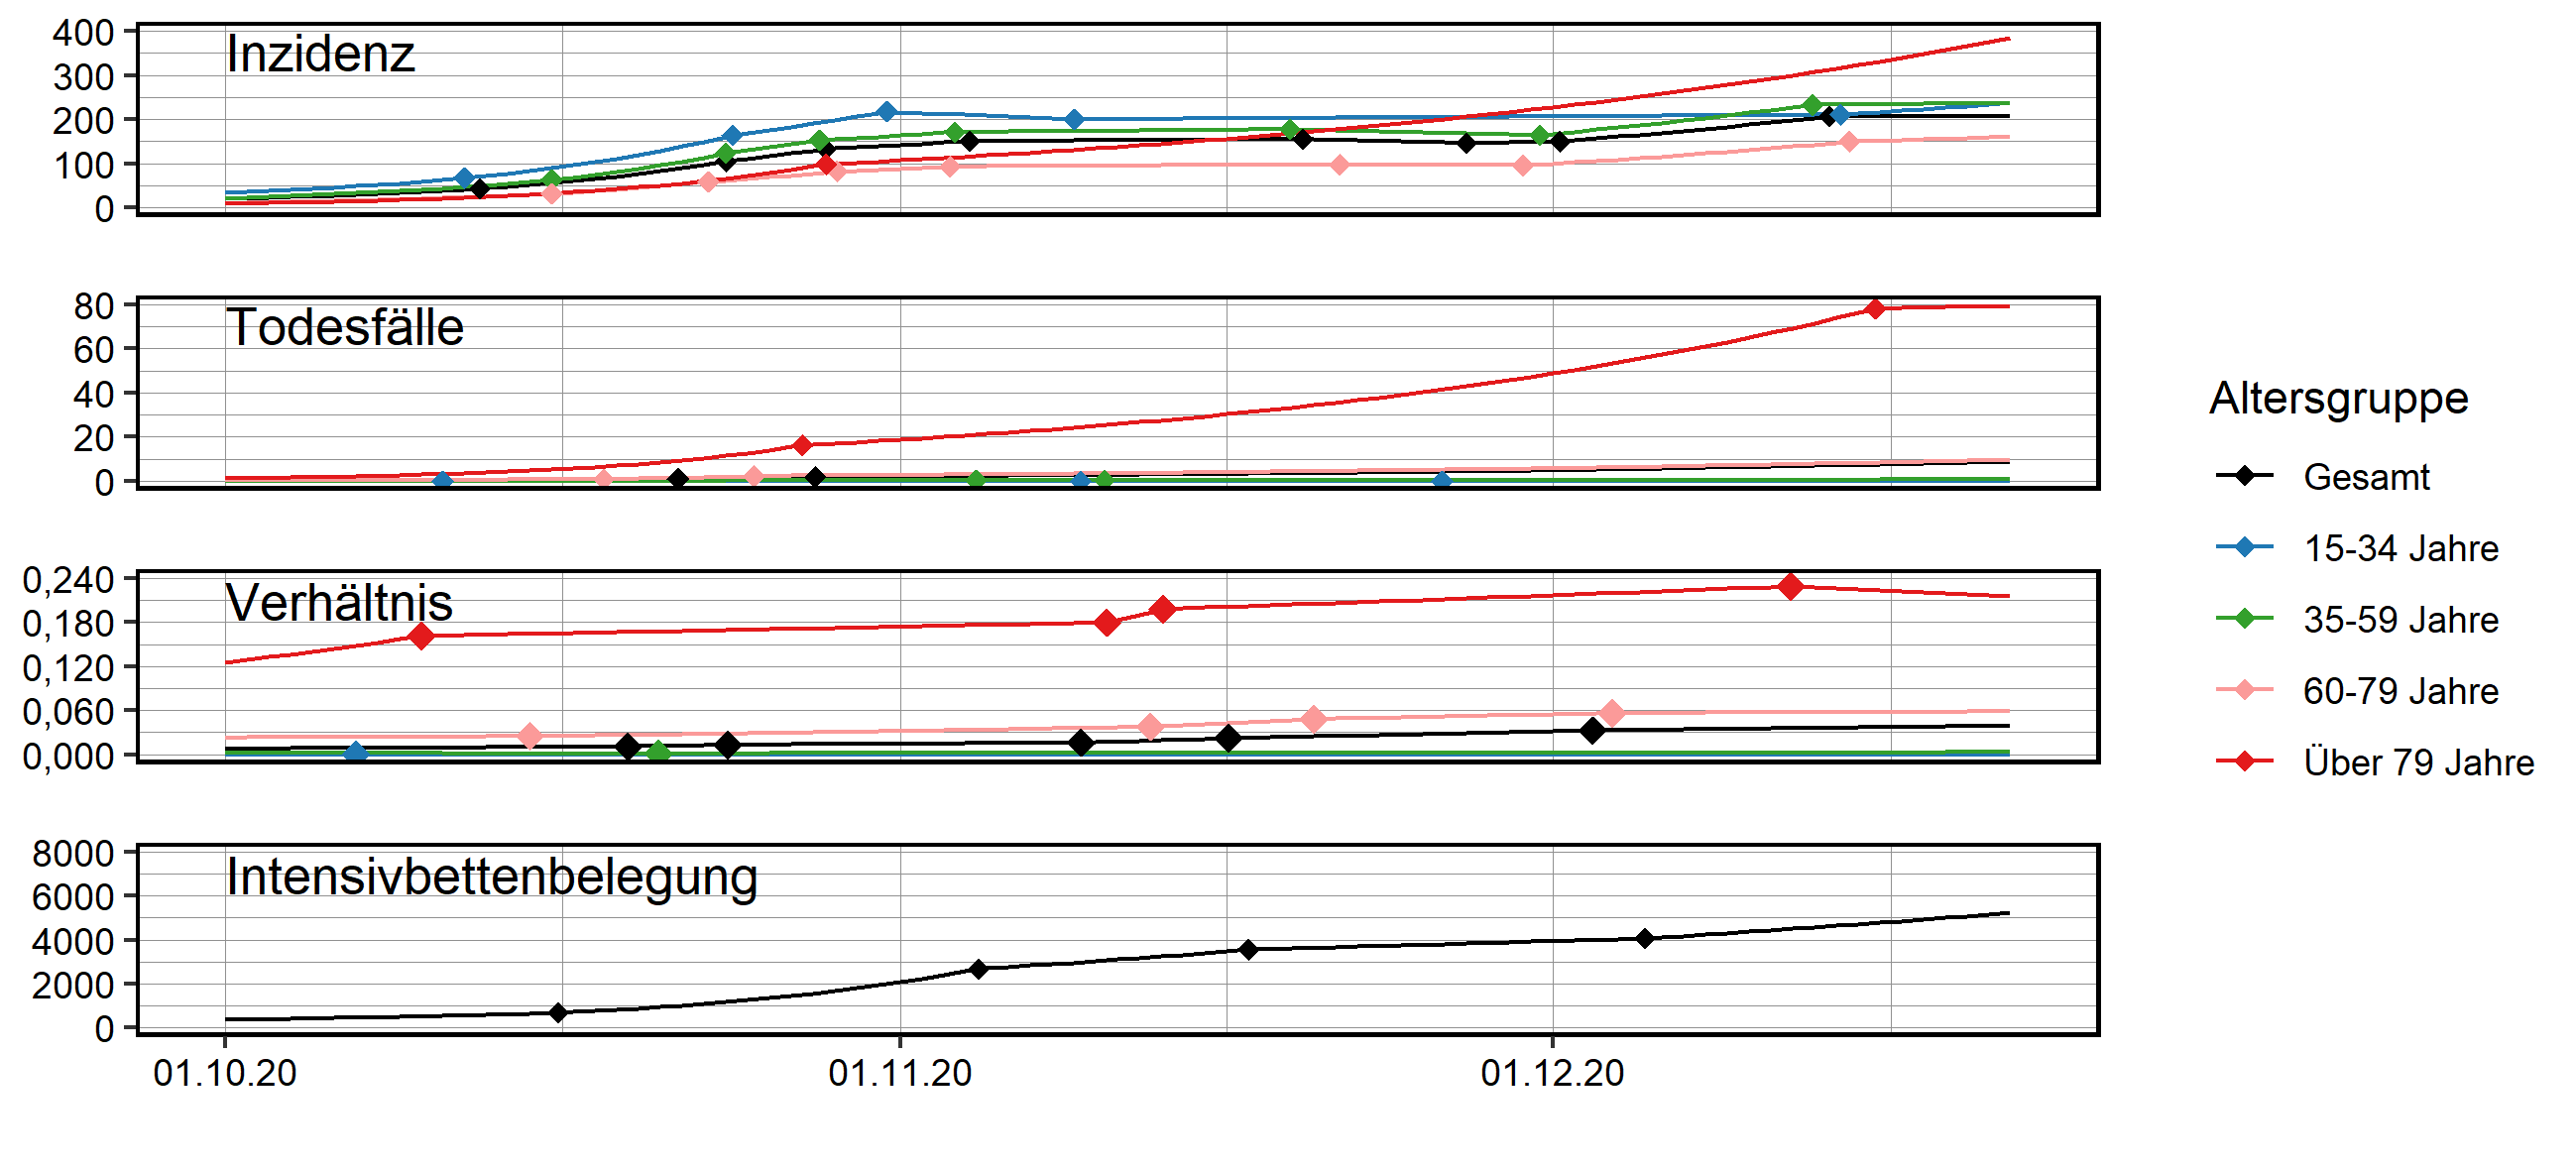 Inzidenz
400
300
200
100
0
Todesfälle
80
60
40
20
0
Verhältnis
0,240
0,180
0,120
0,060
0,000
Intensivbettenbelegung
8000
6000
4000
2000
0
01.10.20
01.11.20
01.12.20
Altersgruppe
Gesamt
15-34 Jahre
35-59 Jahre
60-79 Jahre
Über 79 Jahre